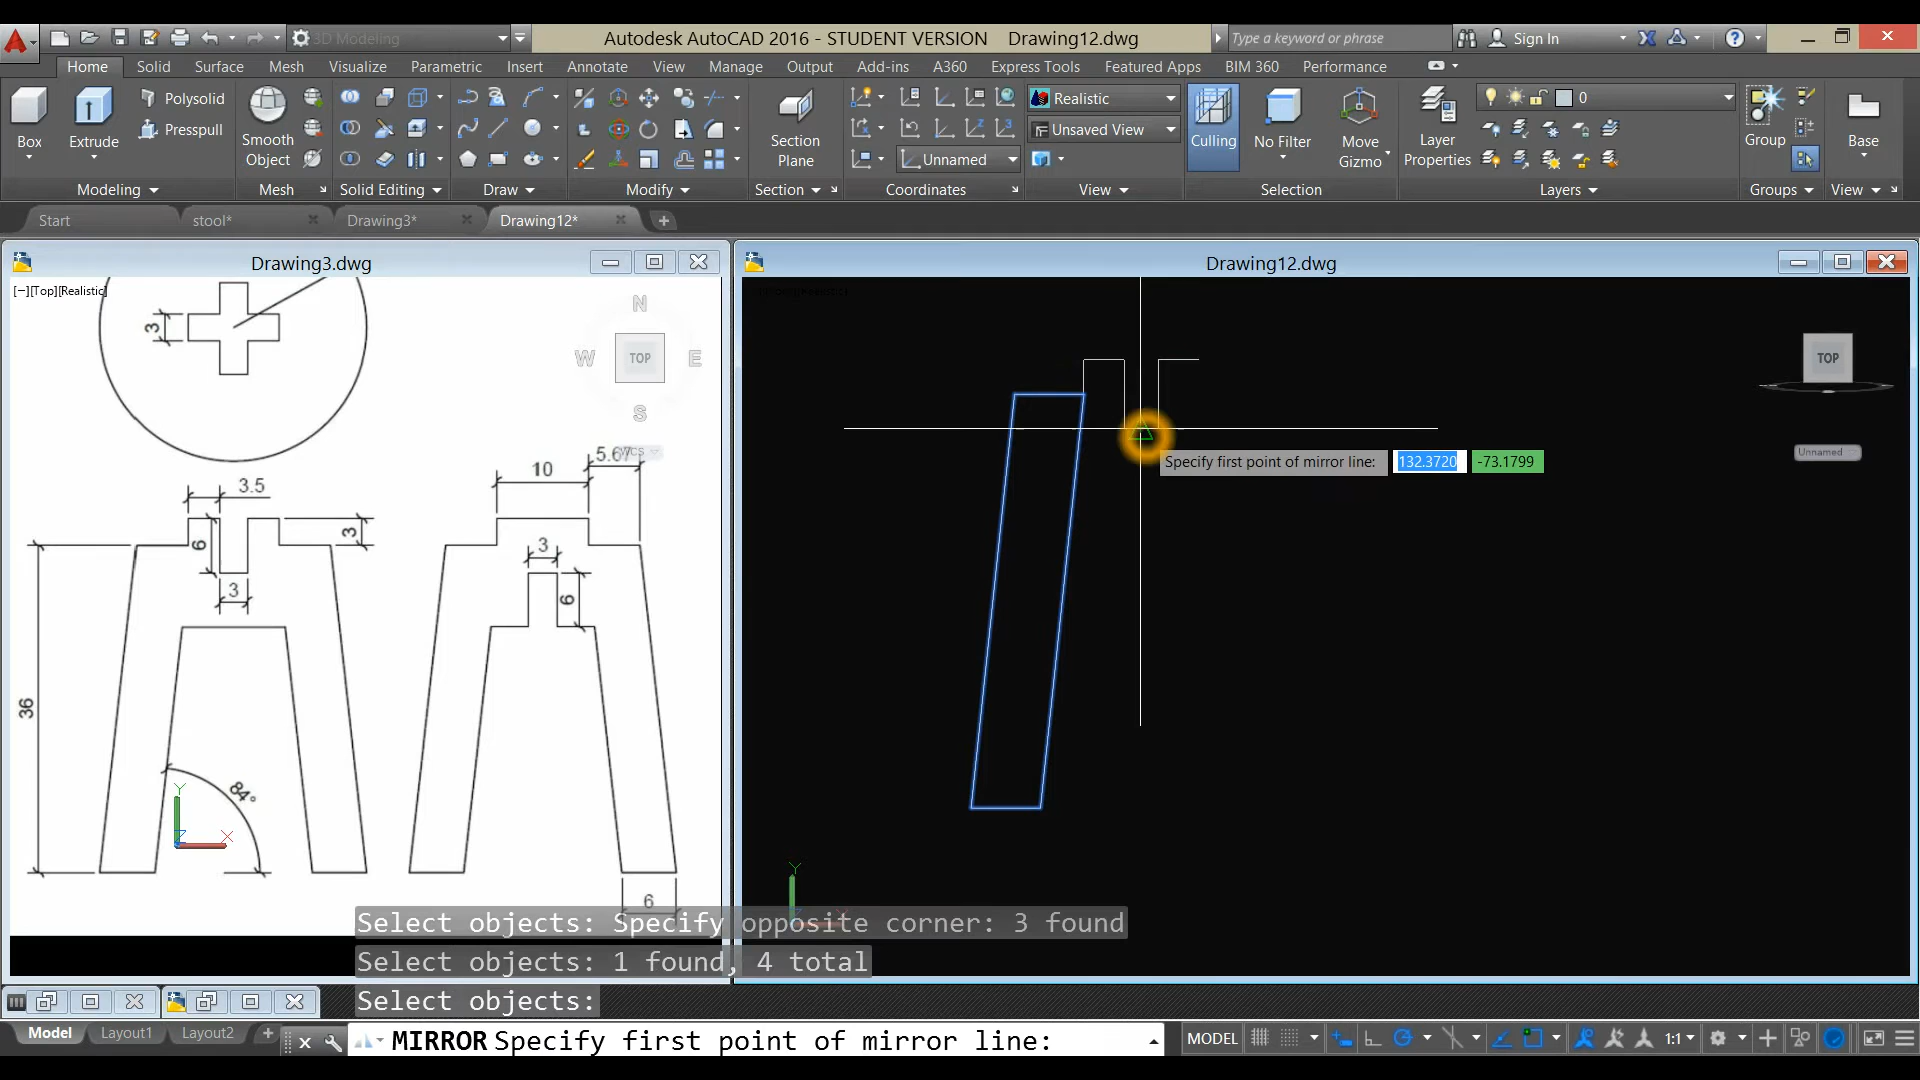 3D Modeling
Autodesk AutoCAD 2016 - STUDENT VERSION Drawing12.dwg
Type a keyword or phrase
Sign In
Home Solid Surface Mesh Visualize Parametric Insert Annotate View Manage Output Add-ins A360 Express Tools Featured Apps BIM 360 Performance
Box
Extrude
Polysolid
Presspull
Smooth Object
Section Plane
Unnamed
Realistic
Unsaved View
Culling
No Filter
Move Gizmo
Layer Properties
0
Group
Base
Modeling Mesh Solid Editing Draw Modify Section Coordinates View Selection Layers Groups View
Start stool* Drawing3* Drawing12*
Drawing3.dwg
Drawing12.dwg
[−][Top][Realistic]
N
W TOP E
S
WCS
TOP
Unnamed
3
3.5
6
3
3
36
84°
10
5.67
3
6
6
Y
Z
X
Y
Specify first point of mirror line: 132.3720 -73.1799
Select objects: Specify opposite corner: 3 found
Select objects: 1 found, 4 total
Select objects:
MIRROR Specify first point of mirror line:
Model Layout1 Layout2
MODEL
1:1